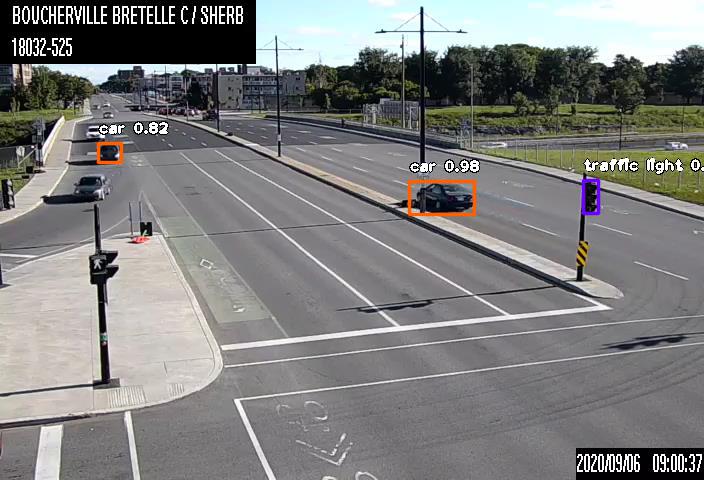 BOUCHERVILLE BRETELLE C / SHERB
18032-525
car 0.82
car 0.98
traffic light 0.
2020/09/06 09:00:37